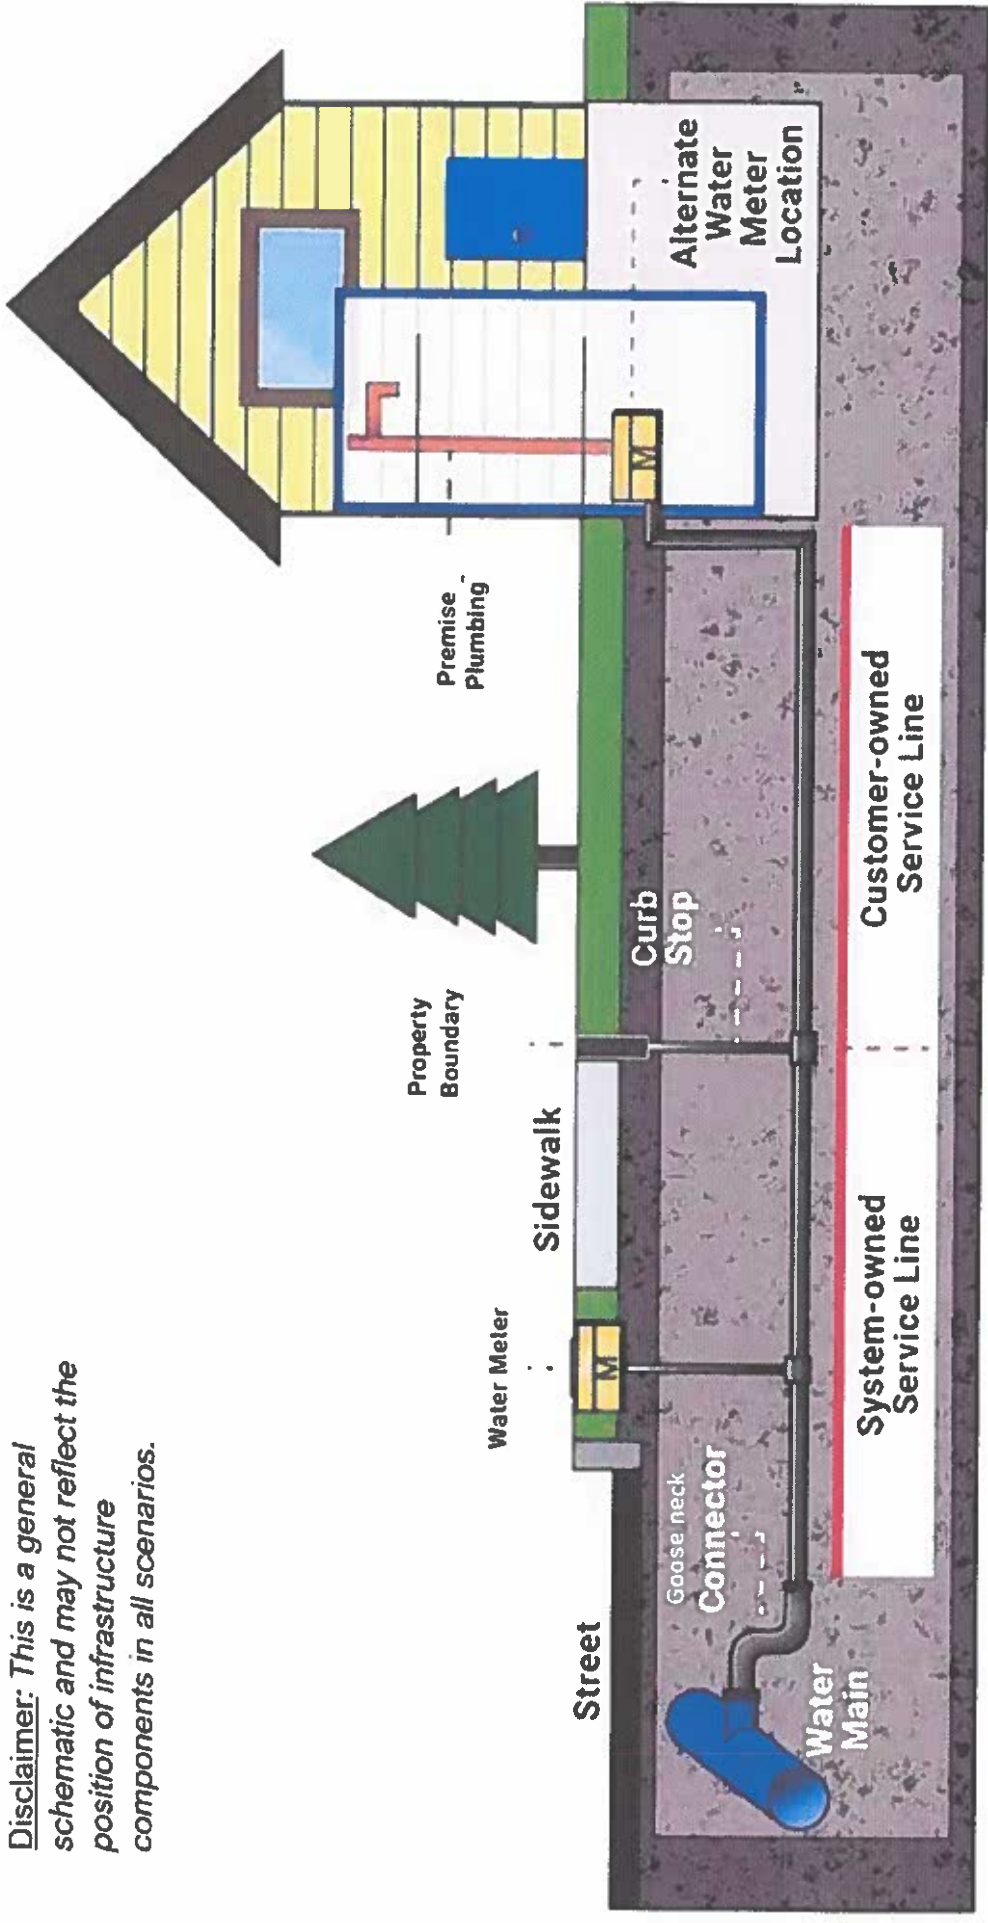 Disclaimer: This is a general
schematic and may not reflect the
position of infrastructure
components in all scenarios.
Street
Water Meter
Sidewalk
Property
Boundary
Premise
Plumbing
Goose neck
Connector
Water
Main
M
Curb
Stop
M
Alternate
Water
Meter
Location
System-owned
Service Line
Customer-owned
Service Line